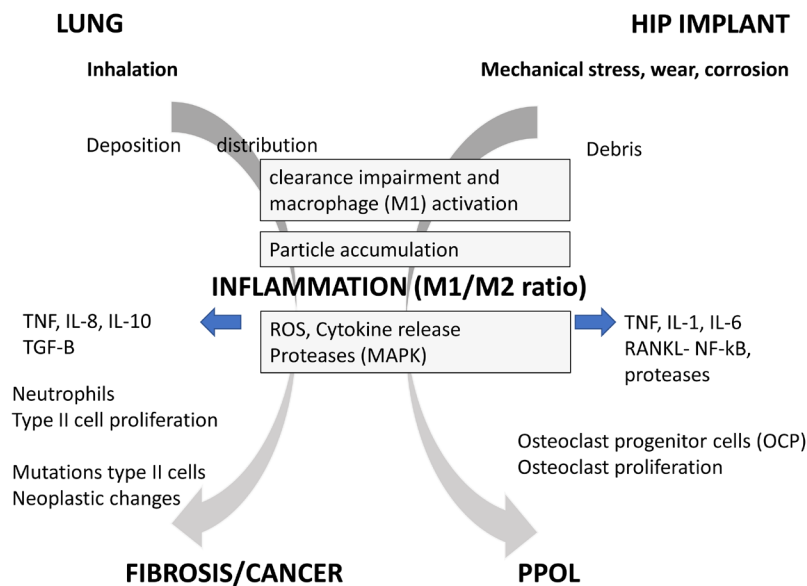 LUNG
HIP IMPLANT
Inhalation
Mechanical stress, wear, corrosion
Deposition distribution
Debris
clearance impairment and
macrophage (M1) activation
Particle accumulation
INFLAMMATION (M1/M2 ratio)
TNF, IL-8, IL-10
TGF-B
ROS, Cytokine release
Proteases (MAPK)
TNF, IL-1, IL-6
RANKL- NF-kB,
proteases
Neutrophils
Type II cell proliferation
Osteoclast progenitor cells (OCP)
Osteoclast proliferation
Mutations type II cells
Neoplastic changes
FIBROSIS/CANCER
PPOL